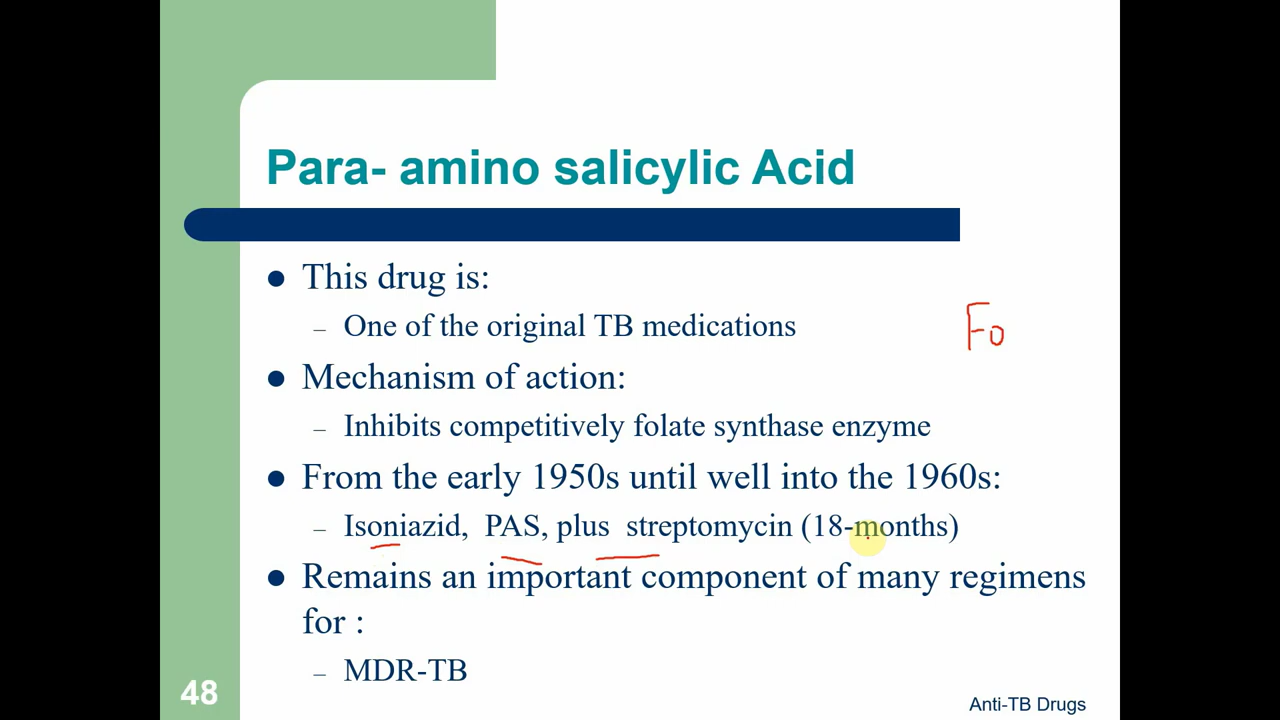 Para- amino salicylic Acid
● This drug is:
– One of the original TB medications
Fo
● Mechanism of action:
– Inhibits competitively folate synthase enzyme
● From the early 1950s until well into the 1960s:
– Isoniazid, PAS, plus streptomycin (18-months)
● Remains an important component of many regimens
for :
– MDR-TB
48
Anti-TB Drugs